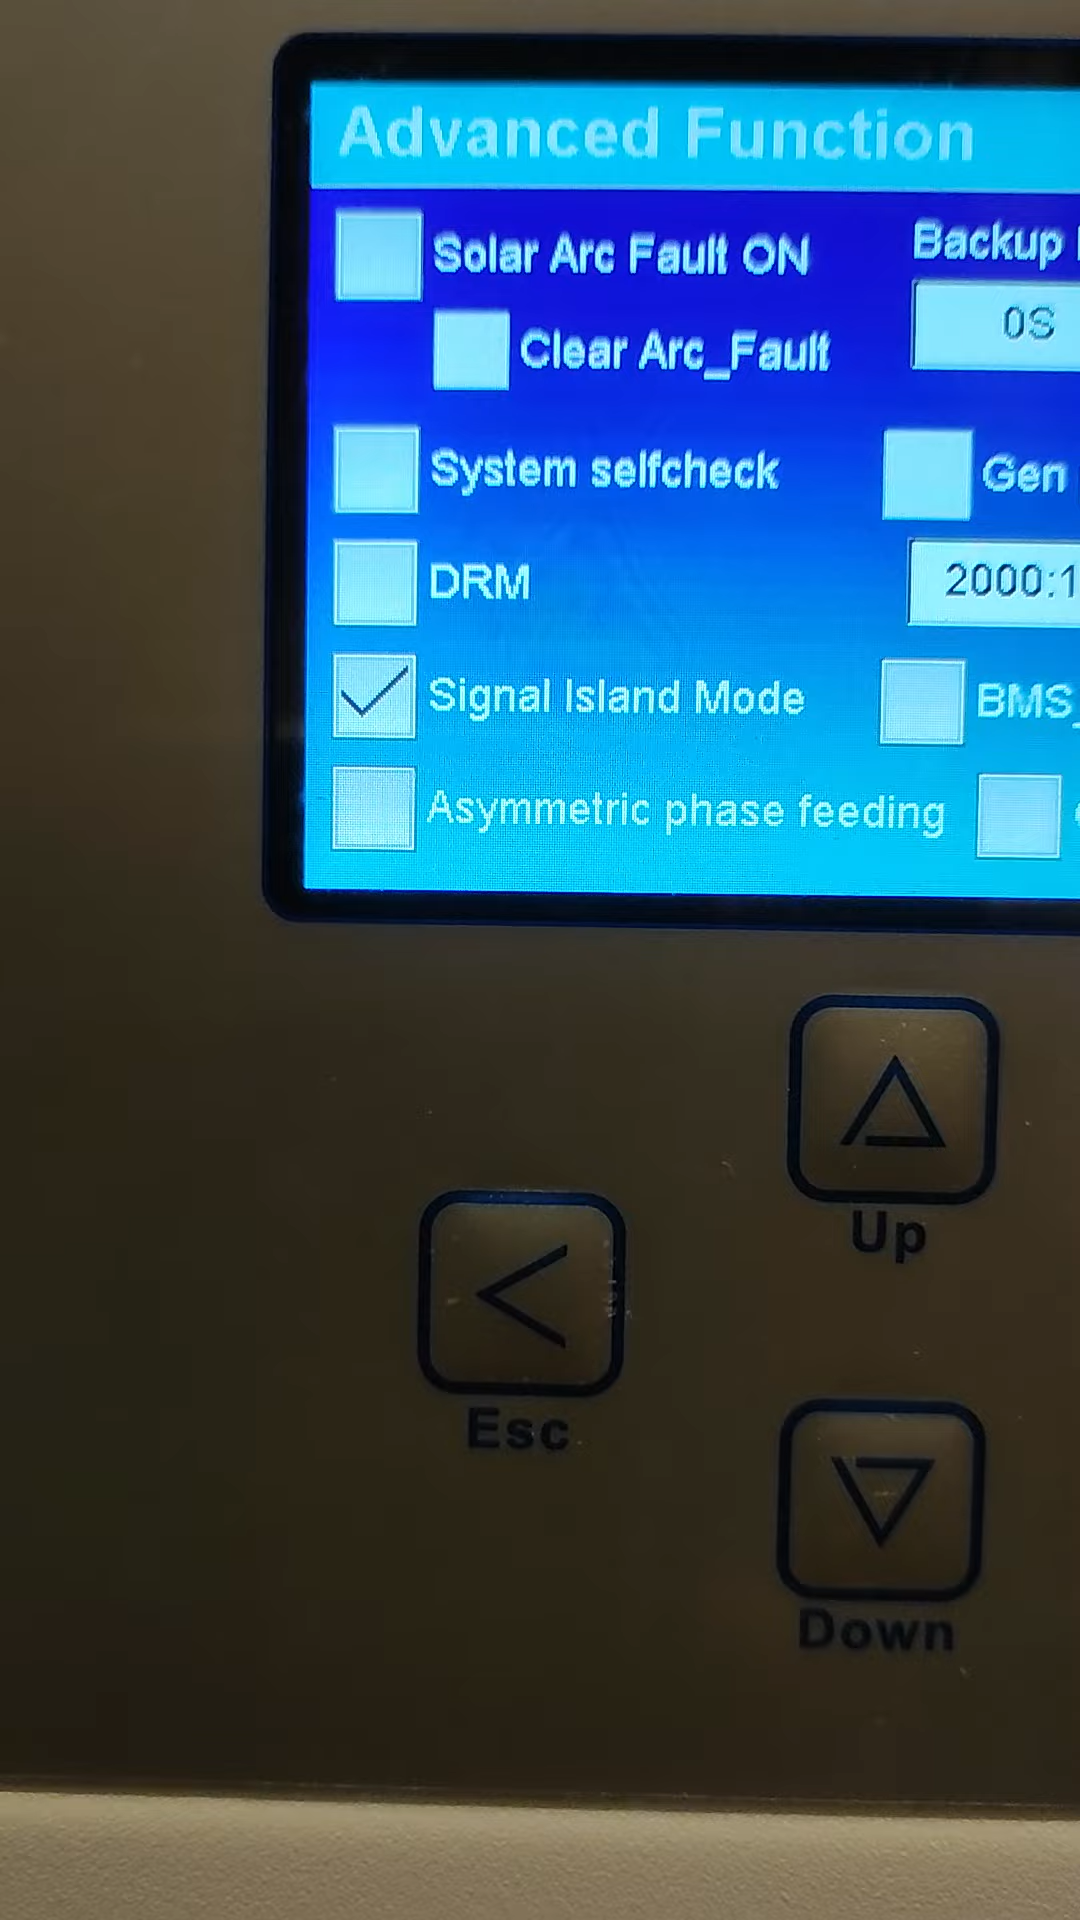 Advanced Function
Solar Arc Fault ON
Backup
0S
Clear Arc_Fault
System selfcheck
Gen
DRM
2000:1
Signal Island Mode
BMS_
Asymmetric phase feeding
Up
Esc
Down